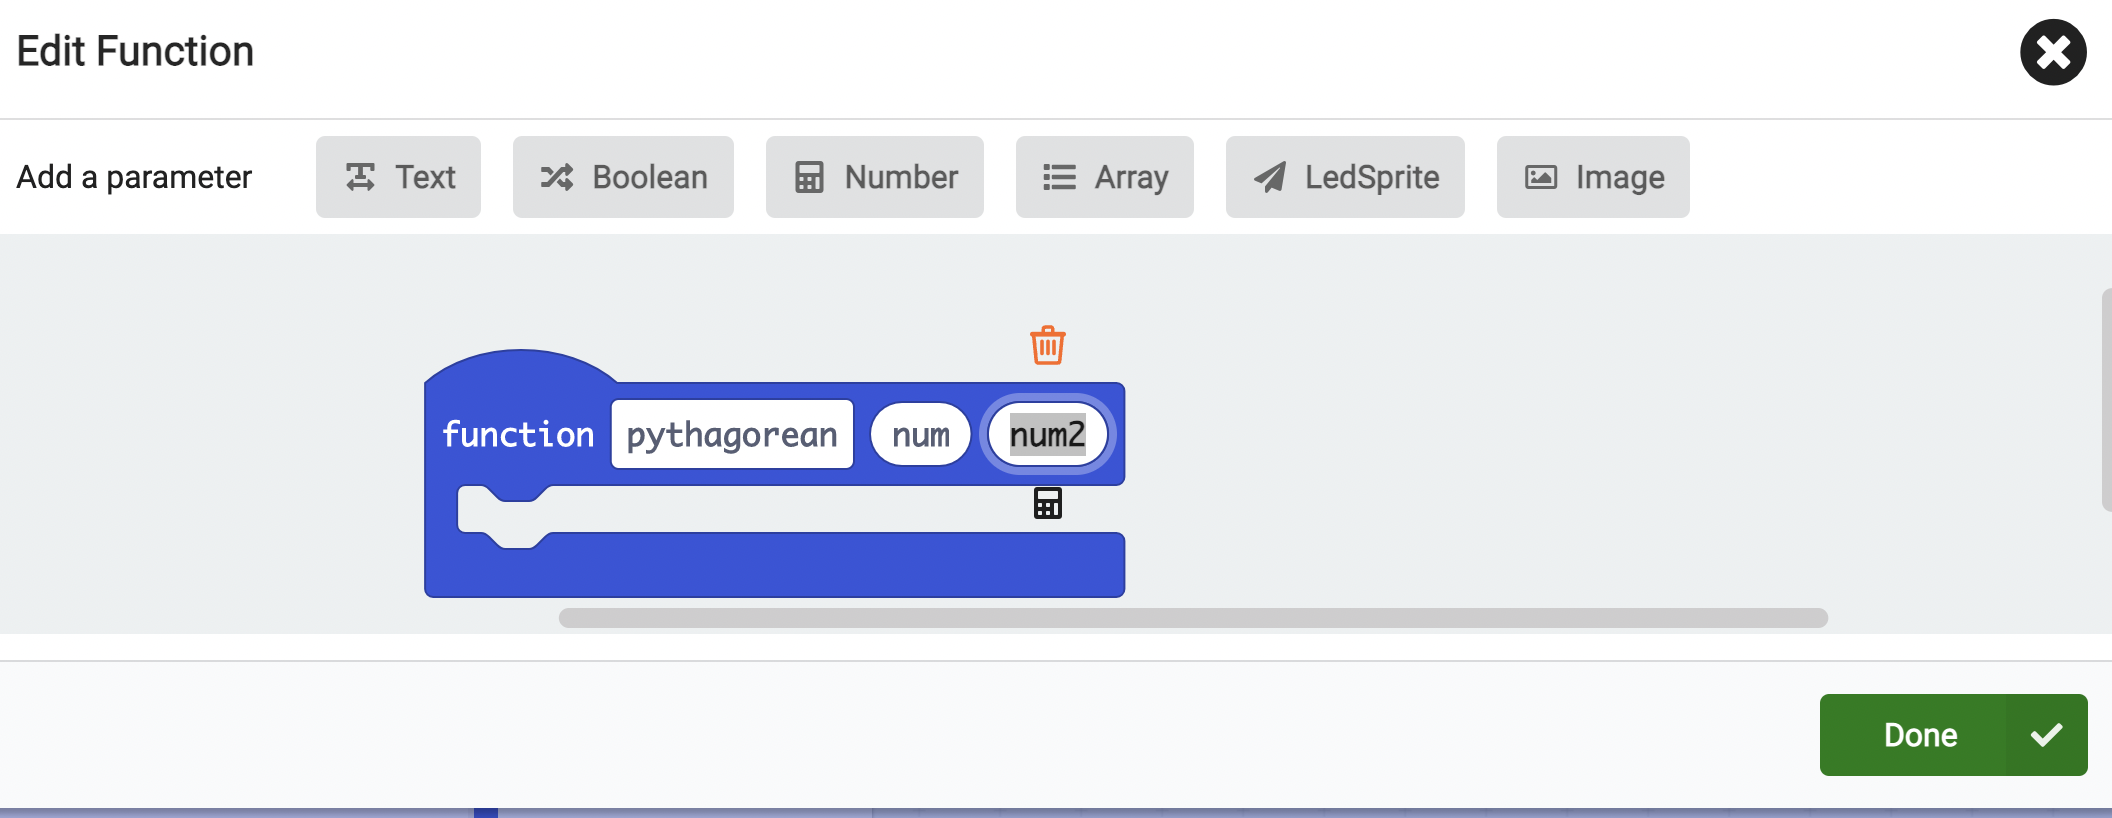 Edit Function
Add a parameter Text Boolean Number Array LedSprite Image
function pythagorean num num2
Done